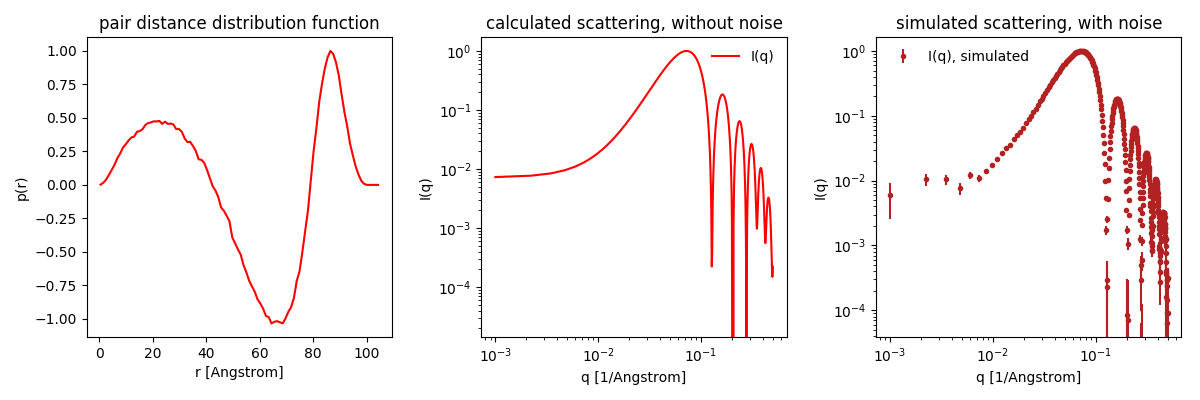 pair distance distribution function
1.00
0.75
0.50
0.25
0.00
−0.25
−0.50
−0.75
−1.00
p(r)
0 20 40 60 80 100
r [Angstrom]
calculated scattering, without noise
I(q)
10⁰
10⁻¹
10⁻²
10⁻³
10⁻⁴
I(q)
10⁻³ 10⁻² 10⁻¹
q [1/Angstrom]
simulated scattering, with noise
I(q), simulated
10⁰
10⁻¹
10⁻²
10⁻³
10⁻⁴
I(q)
10⁻³ 10⁻² 10⁻¹
q [1/Angstrom]